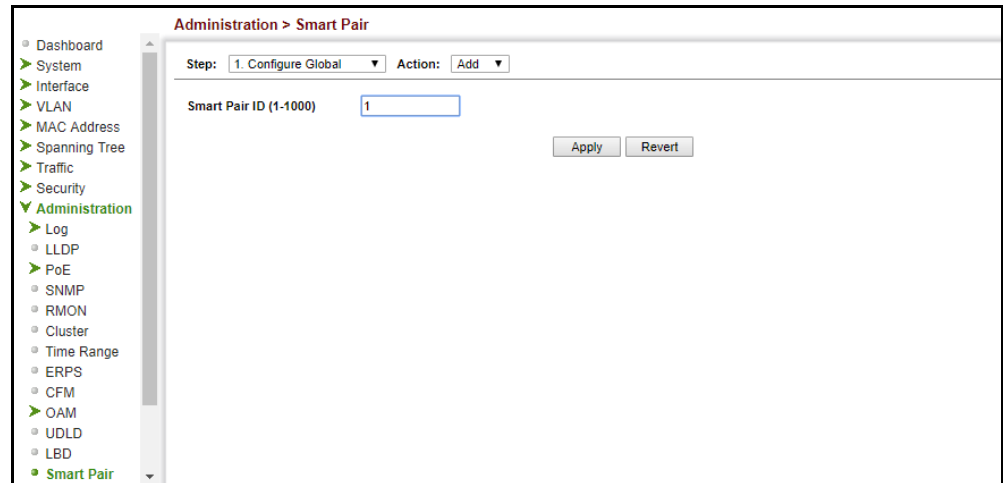 Administration > Smart Pair
Dashboard
System
Interface
VLAN
MAC Address
Spanning Tree
Traffic
Security
Administration
Log
LLDP
PoE
SNMP
RMON
Cluster
Time Range
ERPS
CFM
OAM
UDLD
LBD
Smart Pair
Step: 1. Configure Global Action: Add
Smart Pair ID (1-1000) 1
Apply Revert